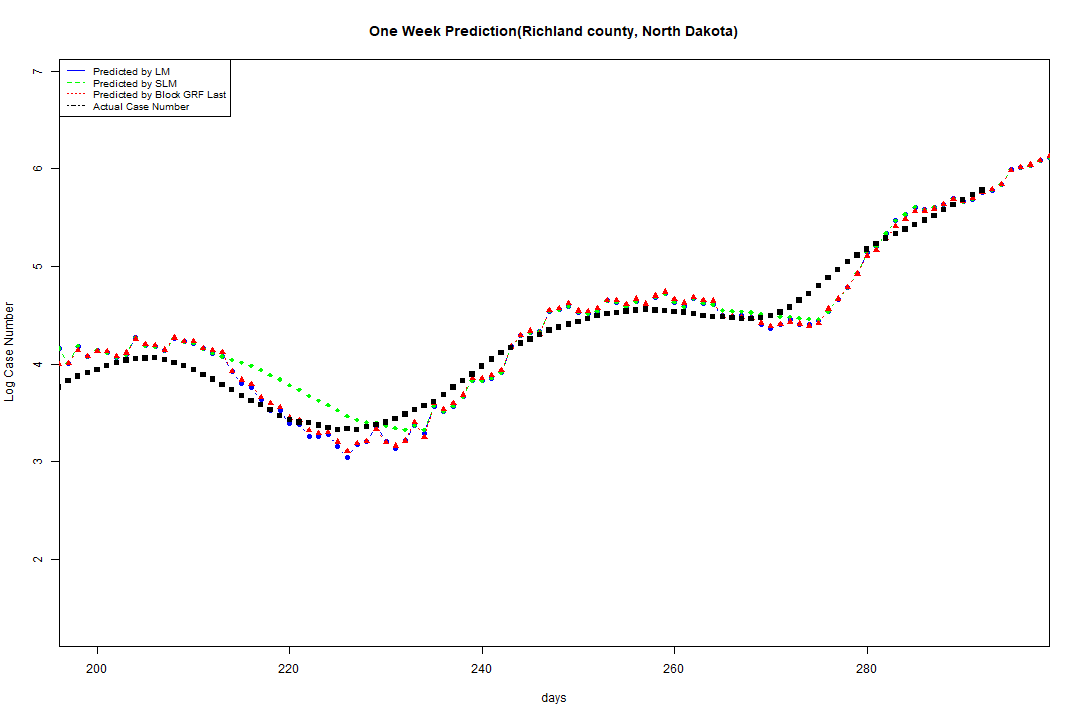 One Week Prediction(Richland county, North Dakota)
Predicted by LM
Predicted by SLM
Predicted by Block GRF Last
Actual Case Number
7
6
5
4
3
2
Log Case Number
200 220 240 260 280
days